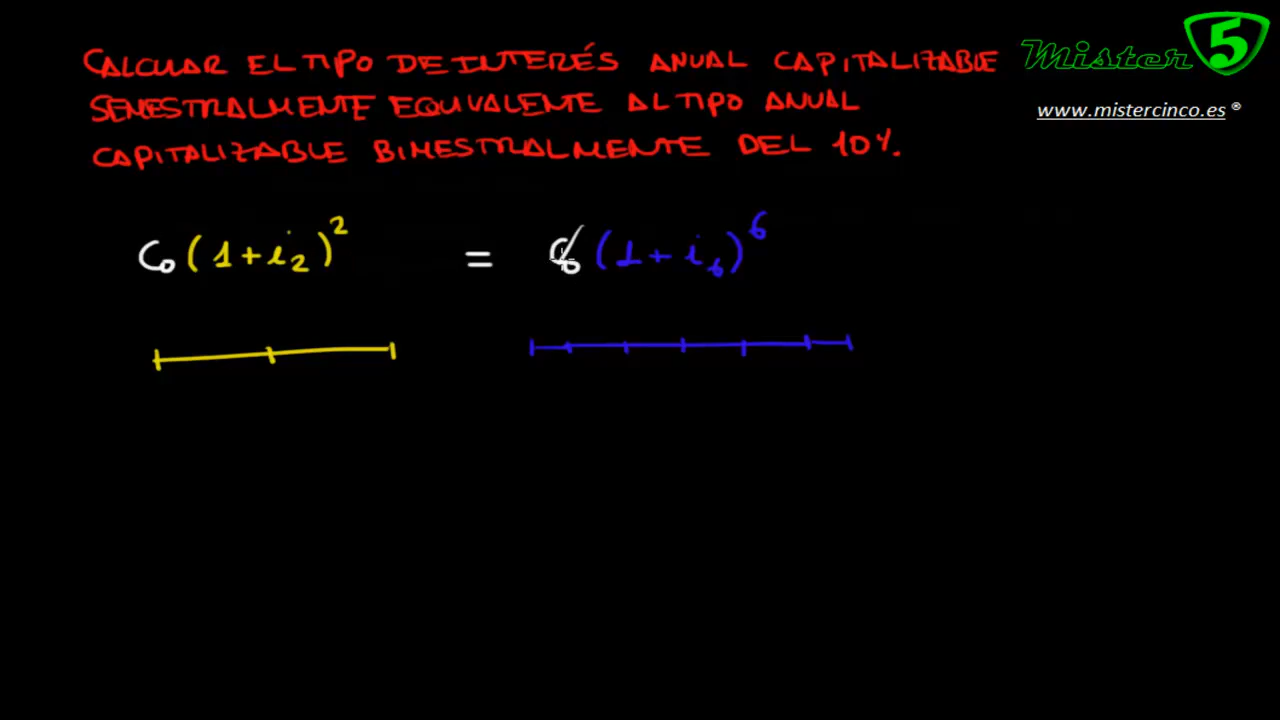 CALCULAR EL TIPO DE INTERÉS ANUAL CAPITALIZABLE
SEMESTRALMENTE EQUIVALENTE AL TIPO ANUAL
CAPITALIZABLE BIMESTRALMENTE DEL 10%.
Mister 5
www.mistercinco.es ®
C₀ (1+i₂)² = C₀ (1+i₆)⁶